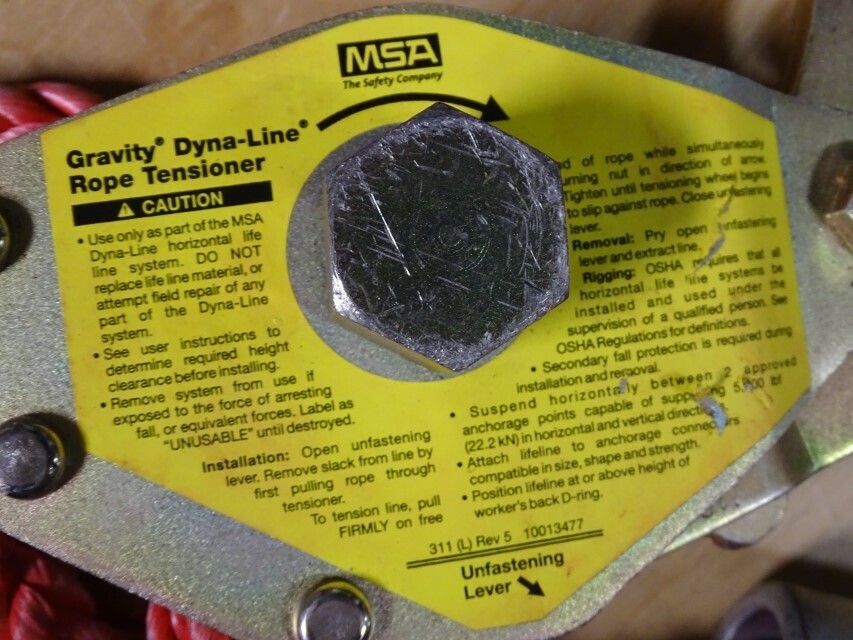 MSA
The Safety Company
Gravity® Dyna-Line®
Rope Tensioner
CAUTION
• Use only as part of the MSA
Dyna-Line horizontal life
line system. DO NOT
replace life line material, or
attempt field repair of any
part of the Dyna-Line
system.
• See user instructions to
determine required height
clearance before installing.
• Remove system from use if
exposed to the force of arresting
fall, or equivalent forces. Label as
"UNUSABLE" until destroyed.
Installation: Open unfastening
lever. Remove slack from line by
first pulling rope through
tensioner.
To tension line, pull
FIRMLY on free
of rope while simultaneously
nut in direction of arrow.
Tighten until tensioning wheel begins
to slip against rope. Close unfastening
lever.
Removal: Pry open unfastening
lever and extract line.
Rigging: OSHA requires that all
horizontal life line systems be
installed and used under the
supervision of a qualified person. See
OSHA Regulations for definitions.
• Secondary fall protection is required during
installation and removal.
• Suspend horizontally between 2 approved
anchorage points capable of supporting 5,000 lbf
(22.2 kN) in horizontal and vertical directions.
• Attach lifeline to anchorage connectors
compatible in size, shape and strength.
• Position lifeline at or above height of
worker's back D-ring.
311 (L) Rev 5 10013477
Unfastening
Lever